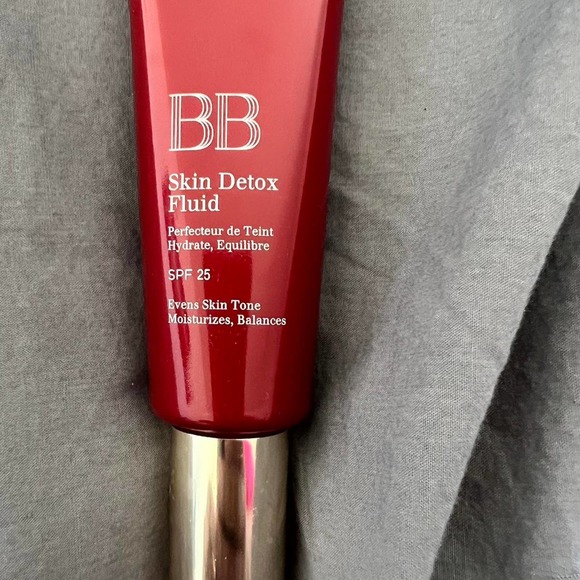 BB
Skin Detox
Fluid
Perfecteur de Teint
Hydrate, Equilibre
SPF 25
Evens Skin Tone
Moisturizes, Balances